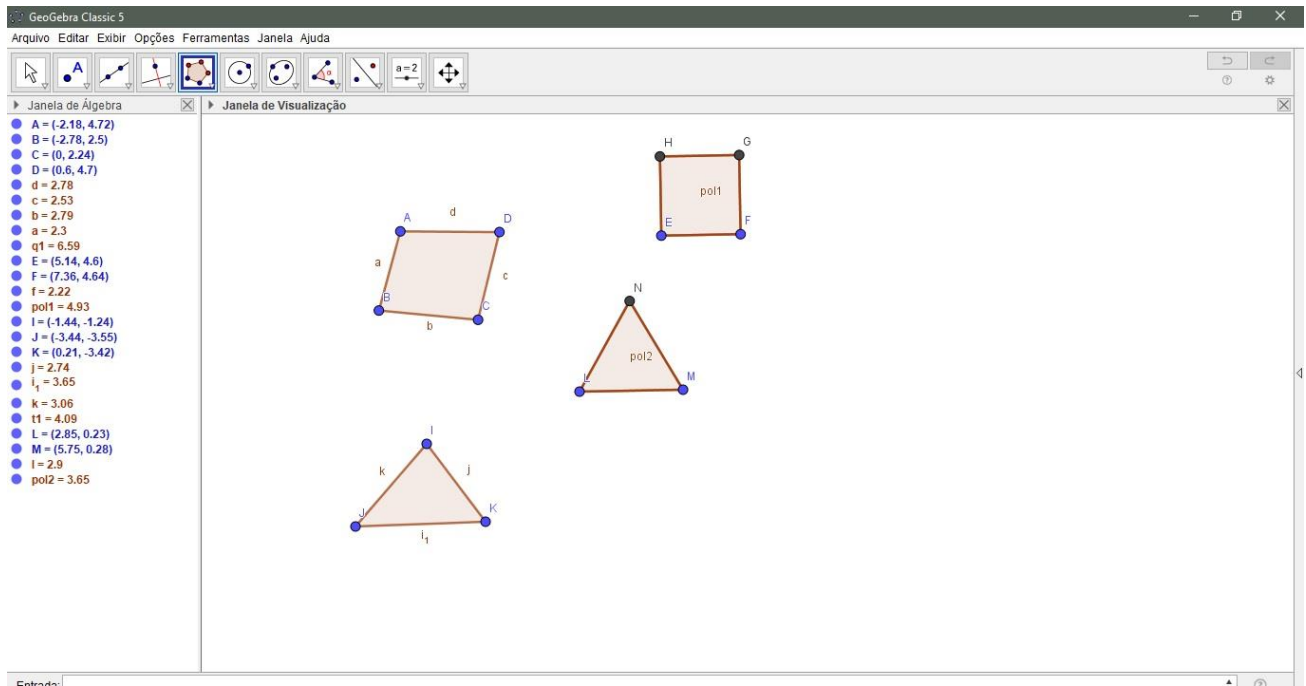 GeoGebra Classic 5
Arquivo Editar Exibir Opções Ferramentas Janela Ajuda
A
a=2
Janela de Álgebra
Janela de Visualização
A = (-2.18, 4.72)
B = (-2.78, 2.5)
C = (0, 2.24)
D = (0.6, 4.7)
d = 2.78
c = 2.53
b = 2.79
a = 2.3
q1 = 6.59
E = (5.14, 4.6)
F = (7.36, 4.64)
f = 2.22
pol1 = 4.93
I = (-1.44, -1.24)
J = (-3.44, -3.55)
K = (0.21, -3.42)
j = 2.74
i₁ = 3.65
k = 3.06
t1 = 4.09
L = (2.85, 0.23)
M = (5.75, 0.28)
l = 2.9
pol2 = 3.65
H
G
pol1
E
F
A
d
D
a
c
B
C
b
N
pol2
L
M
I
k
j
J
K
i₁
Entrada: